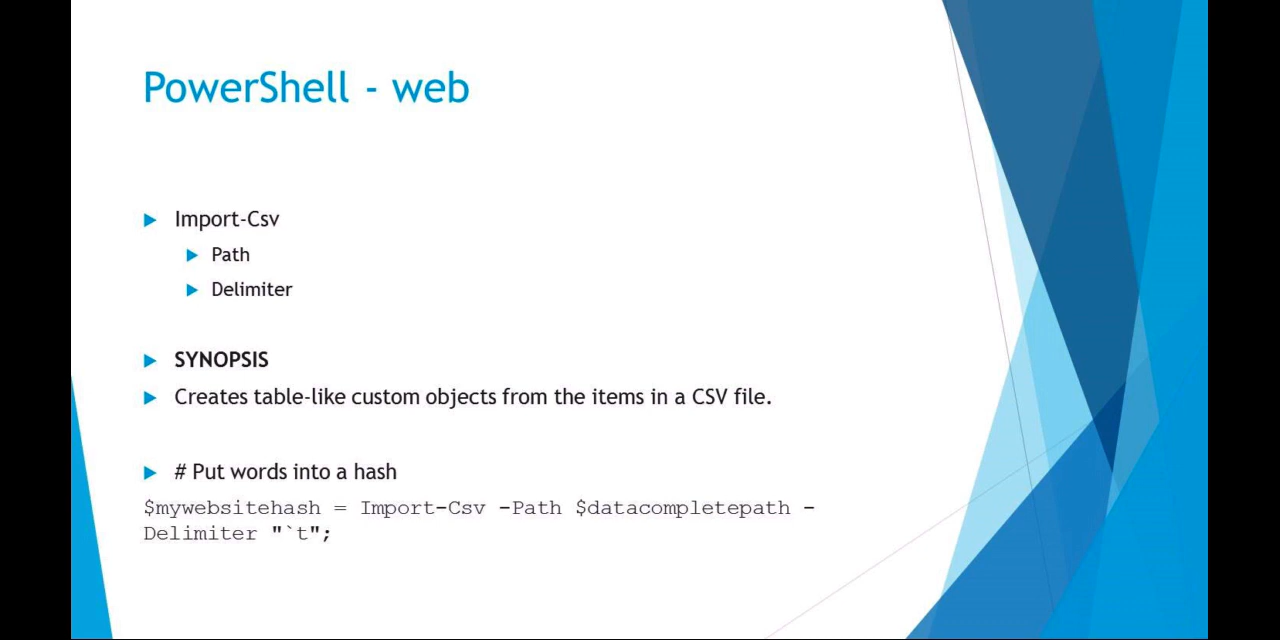 PowerShell - web
Import-Csv
Path
Delimiter
SYNOPSIS
Creates table-like custom objects from the items in a CSV file.
# Put words into a hash
$mywebsitehash = Import-Csv -Path $datacompletepath -
Delimiter "`t";